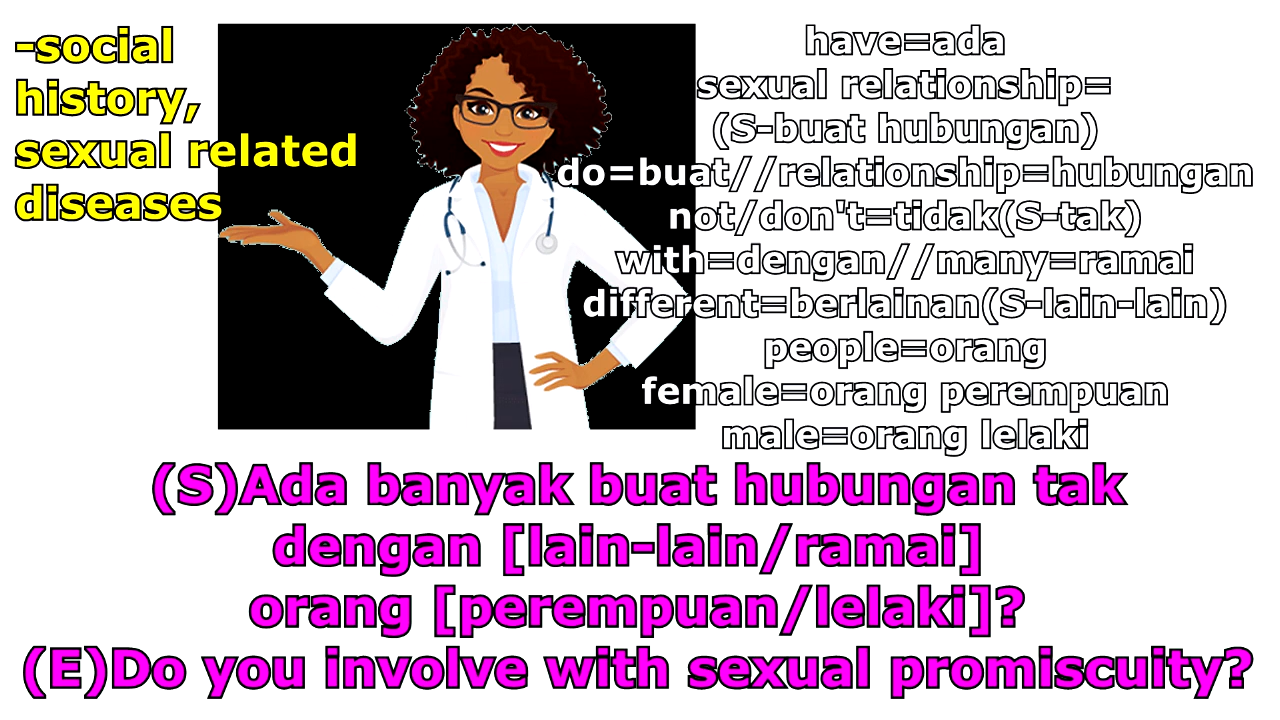 -social
history,
sexual related
diseases
have=ada
sexual relationship=
(S-buat hubungan)
do=buat//relationship=hubungan
not/don't=tidak(S-tak)
with=dengan//many=ramai
different=berlainan(S-lain-lain)
people=orang
female=orang perempuan
male=orang lelaki
(S)Ada banyak buat hubungan tak
dengan [lain-lain/ramai]
orang [perempuan/lelaki]?
(E)Do you involve with sexual promiscuity?